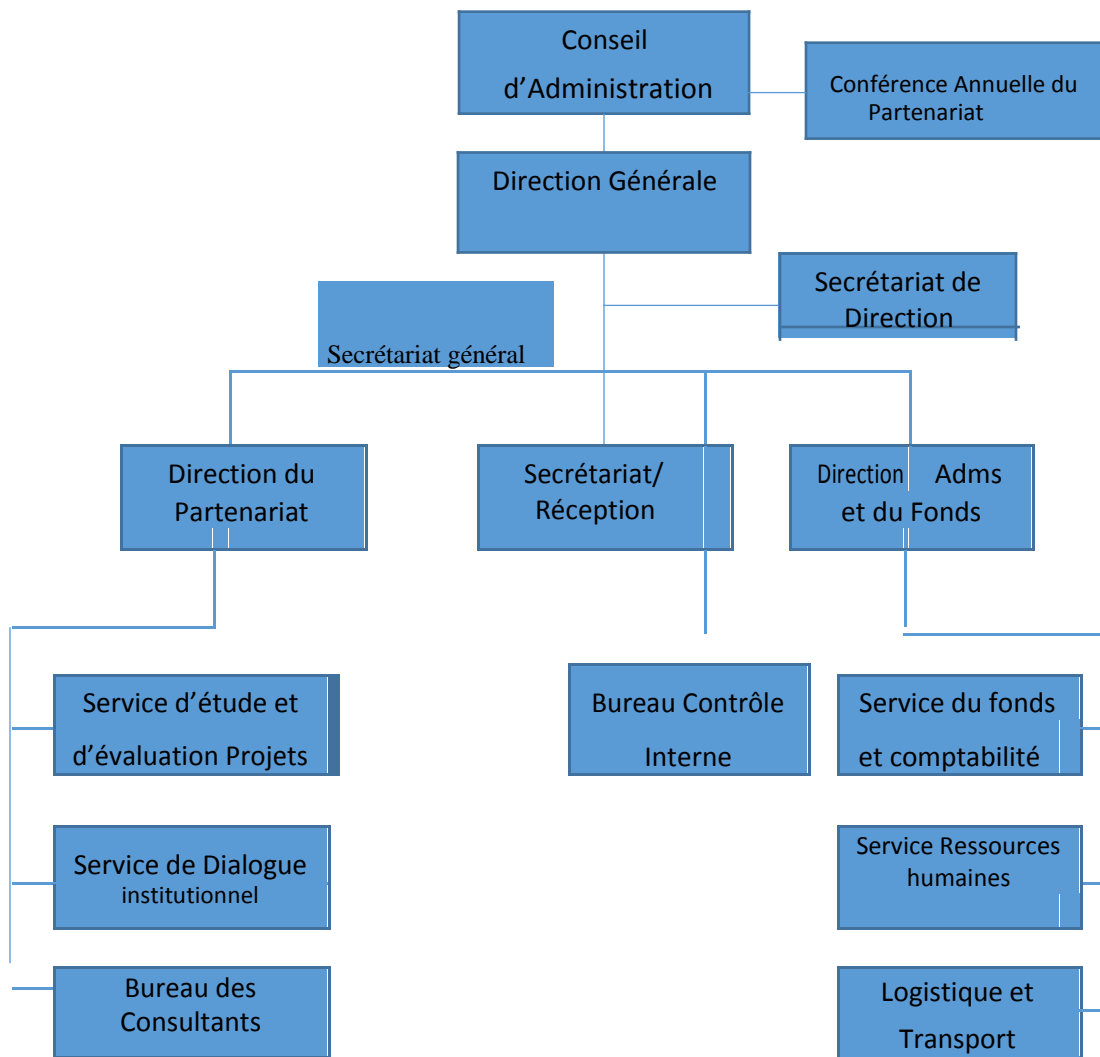 Conseil
d’Administration
Conférence Annuelle du
Partenariat
Direction Générale
Secrétariat de
Direction
Secrétariat général
Direction du
Partenariat
Secrétariat/
Réception
Direction Adms
et du Fonds
Service d’étude et
d’évaluation Projets
Bureau Contrôle
Interne
Service du fonds
et comptabilité
Service de Dialogue
institutionnel
Service Ressources
humaines
Bureau des
Consultants
Logistique et
Transport